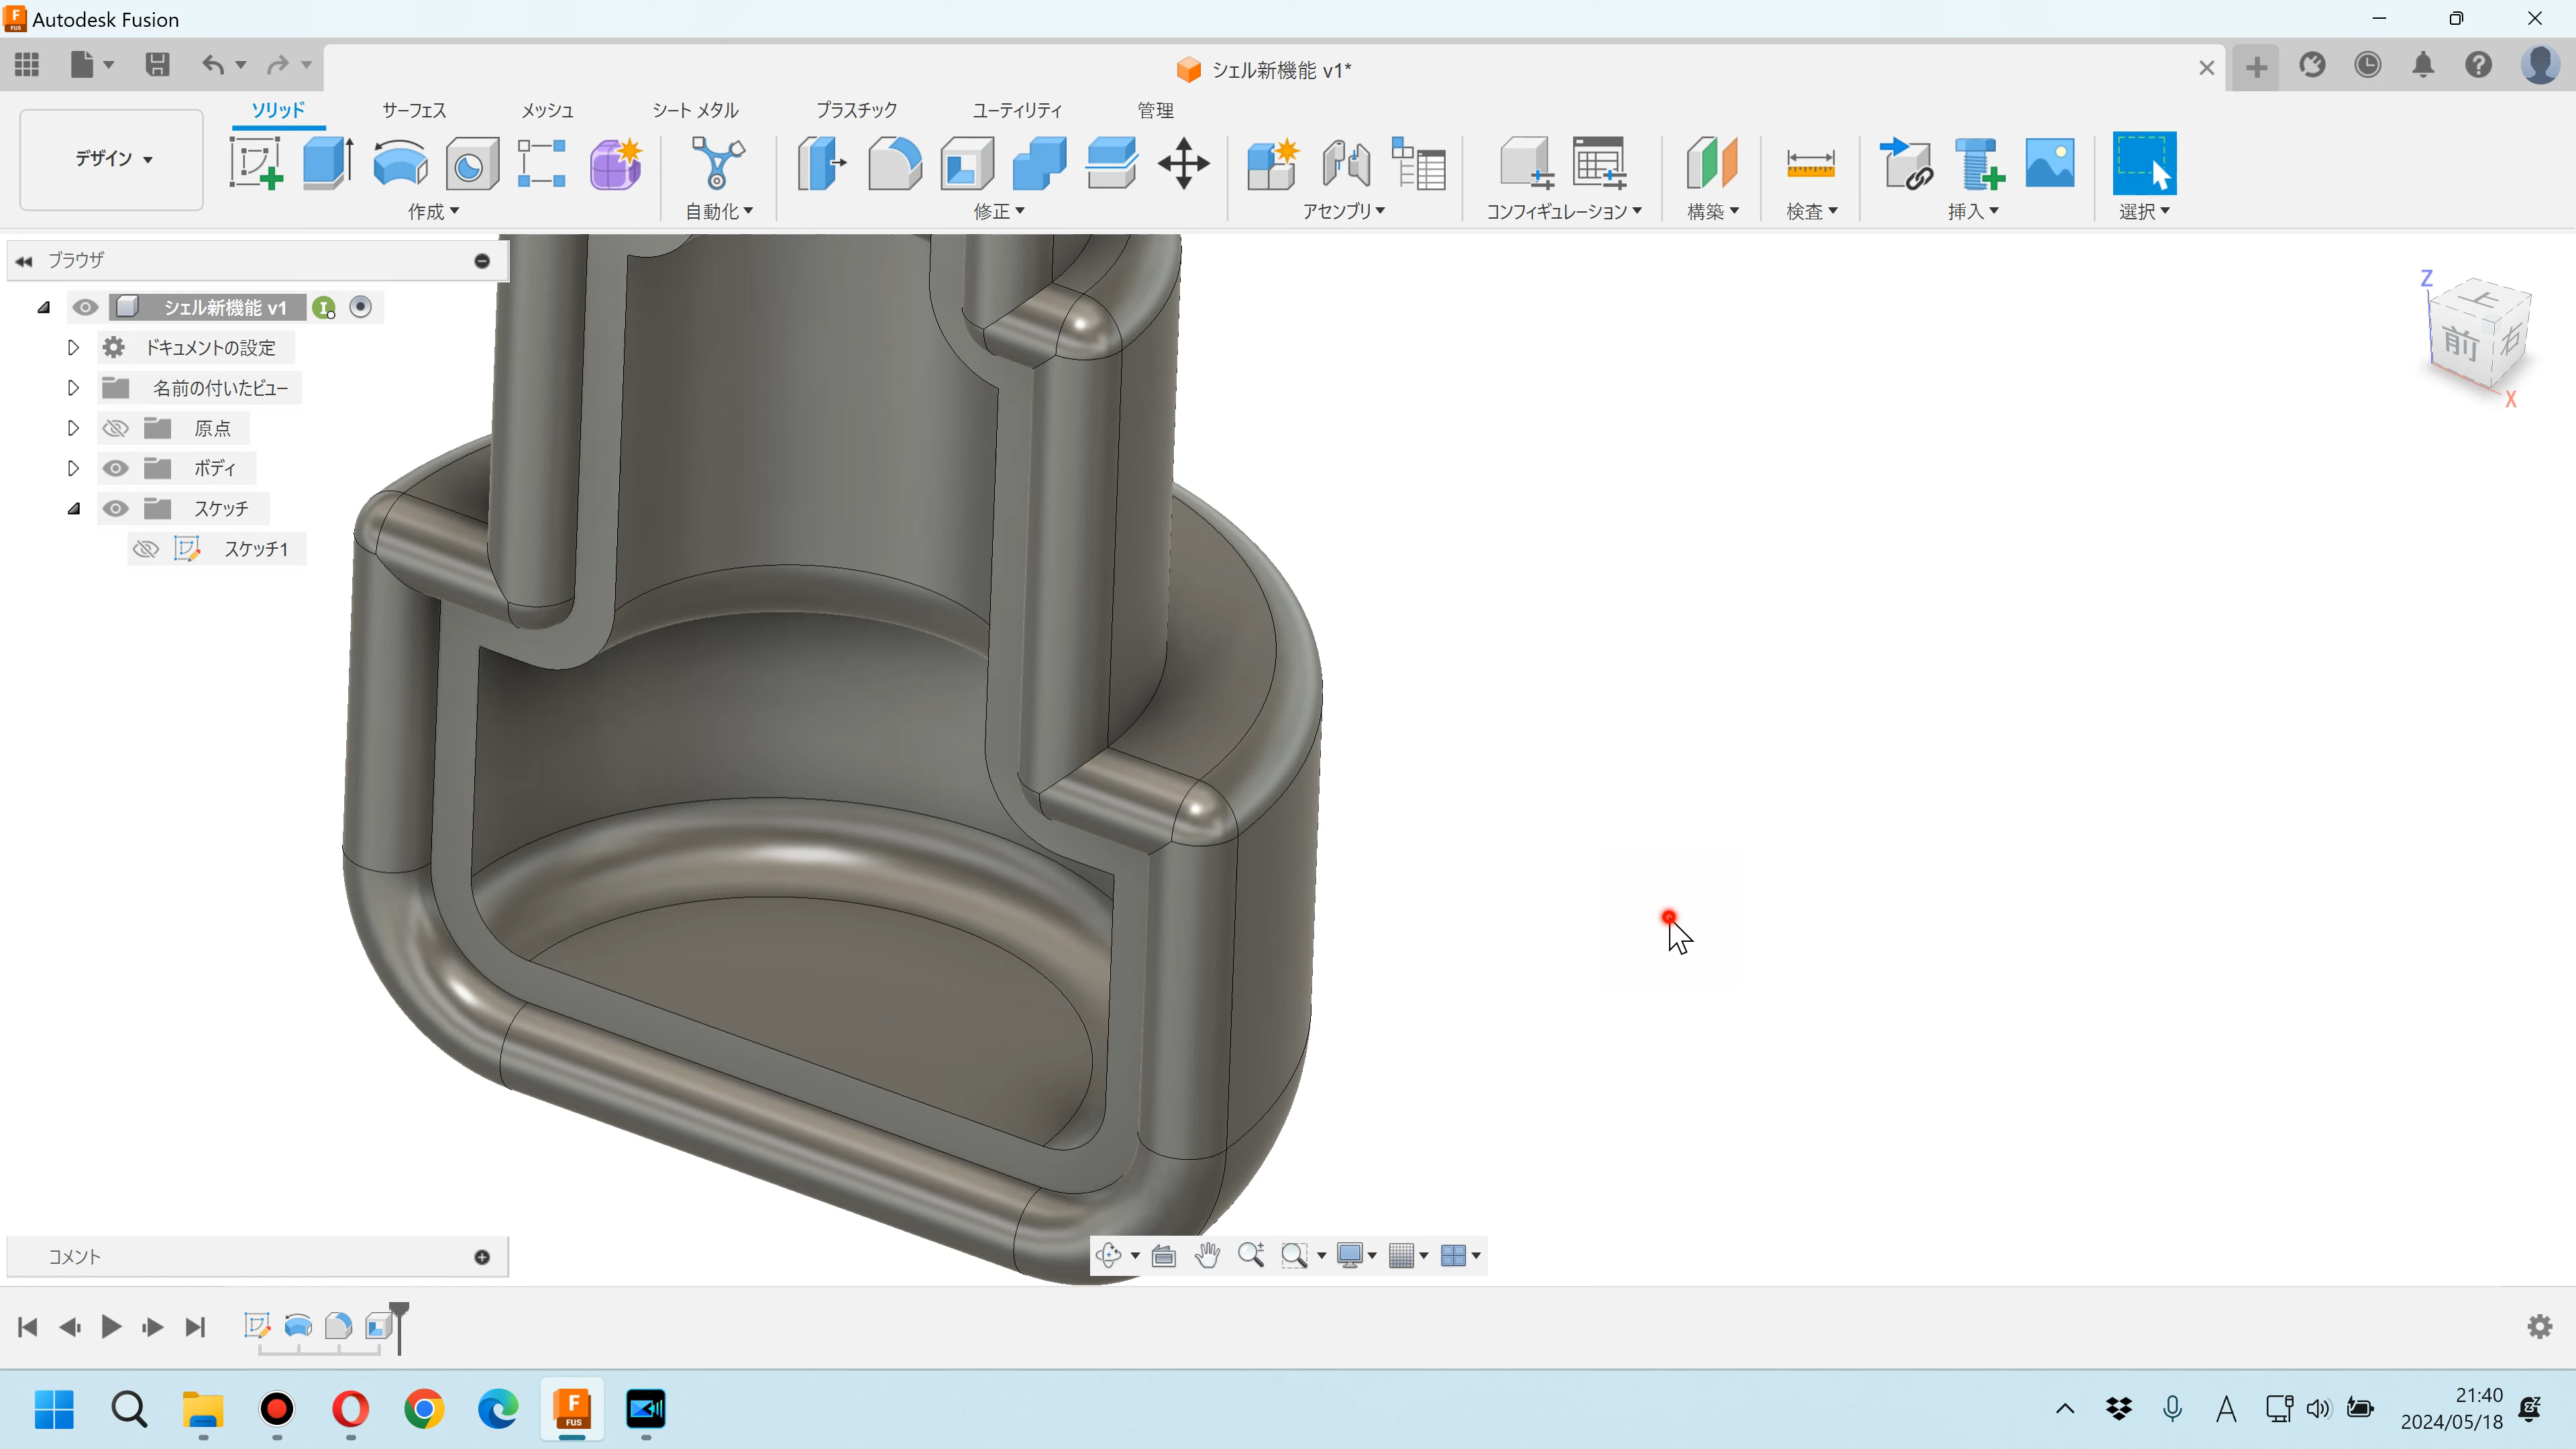 Autodesk Fusion
シェル新機能 v1*
デザイン
ソリッド サーフェス メッシュ シート メタル プラスチック ユーティリティ 管理
作成 自動化 修正 アセンブリ コンフィギュレーション 構築 検査 挿入 選択
ブラウザ
シェル新機能 v1
ドキュメントの設定
名前の付いたビュー
原点
ボディ
スケッチ
スケッチ1
Z
上
前
右
X
コメント
F
FUS
A
21:40
2024/05/18